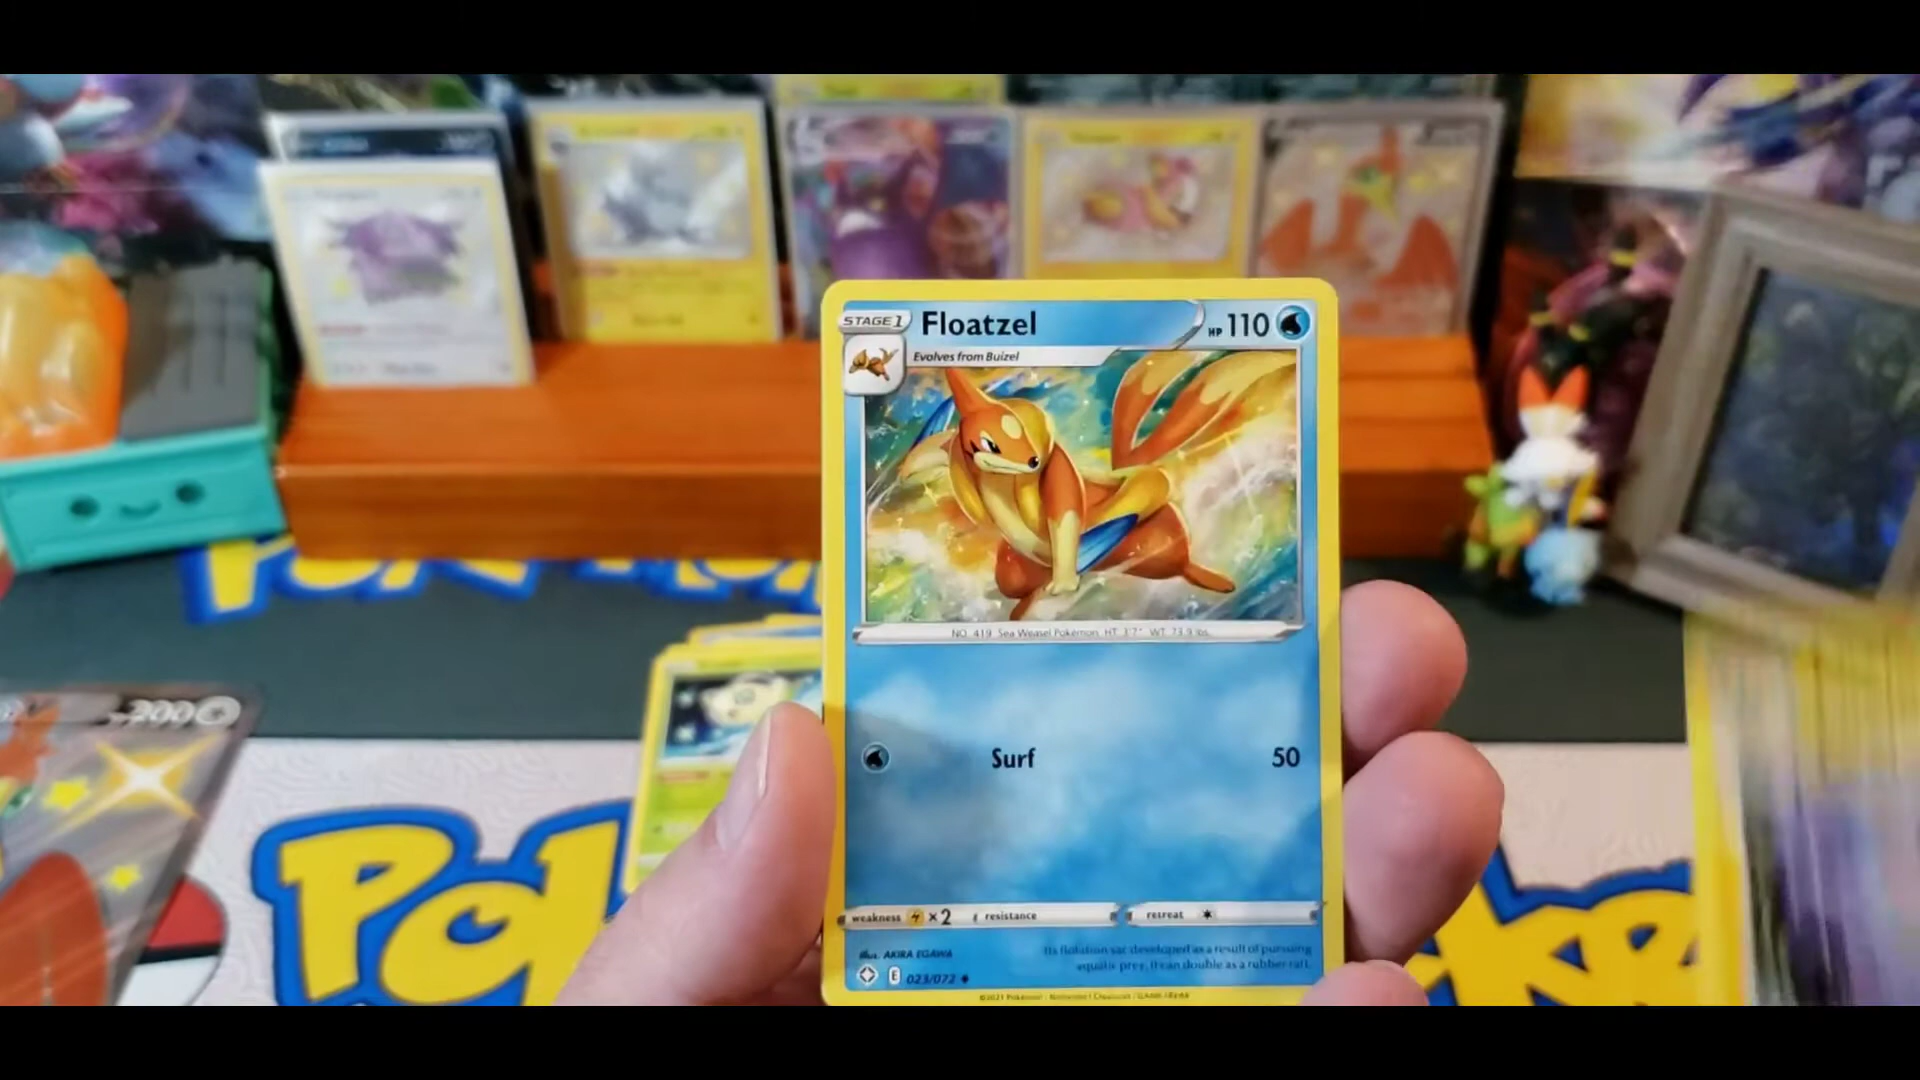 STAGE 1
Floatzel
HP 110
Evolves from Buizel
NO. 419 Sea Weasel Pokémon HT: 3'7" WT: 73.9 lbs.
Surf 50
weakness ×2 resistance retreat
Illus. AKIRA EGAWA
Its flotation sac developed as a result of pursuing
aquatic prey. It can double as a rubber raft.
E 023/072
200